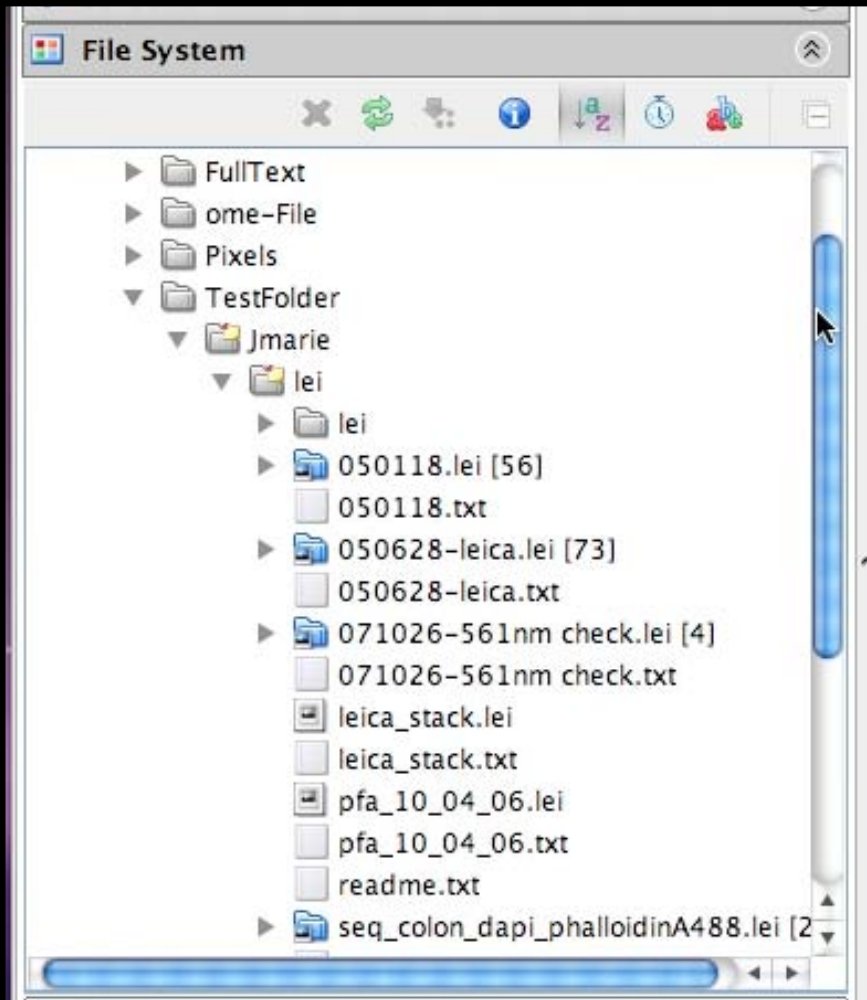 File System
FullText
ome-File
Pixels
TestFolder
Jmarie
lei
lei
050118.lei [56]
050118.txt
050628-leica.lei [73]
050628-leica.txt
071026-561nm check.lei [4]
071026-561nm check.txt
leica_stack.lei
leica_stack.txt
pfa_10_04_06.lei
pfa_10_04_06.txt
readme.txt
seq_colon_dapi_phalloidinA488.lei [2